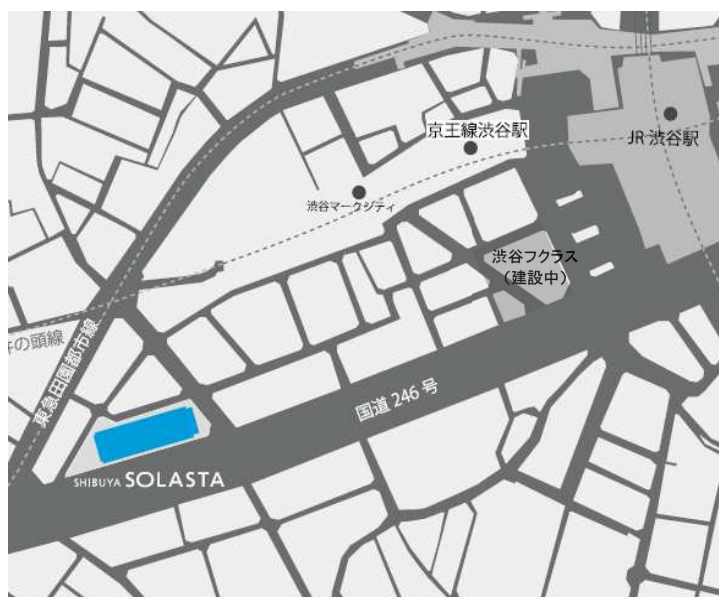 京王線渋谷駅
JR 渋谷駅
渋谷マークシティ
渋谷フクラス
（建設中）
井の頭線
東急田園都市線
国道 246 号
SHIBUYA SOLASTA